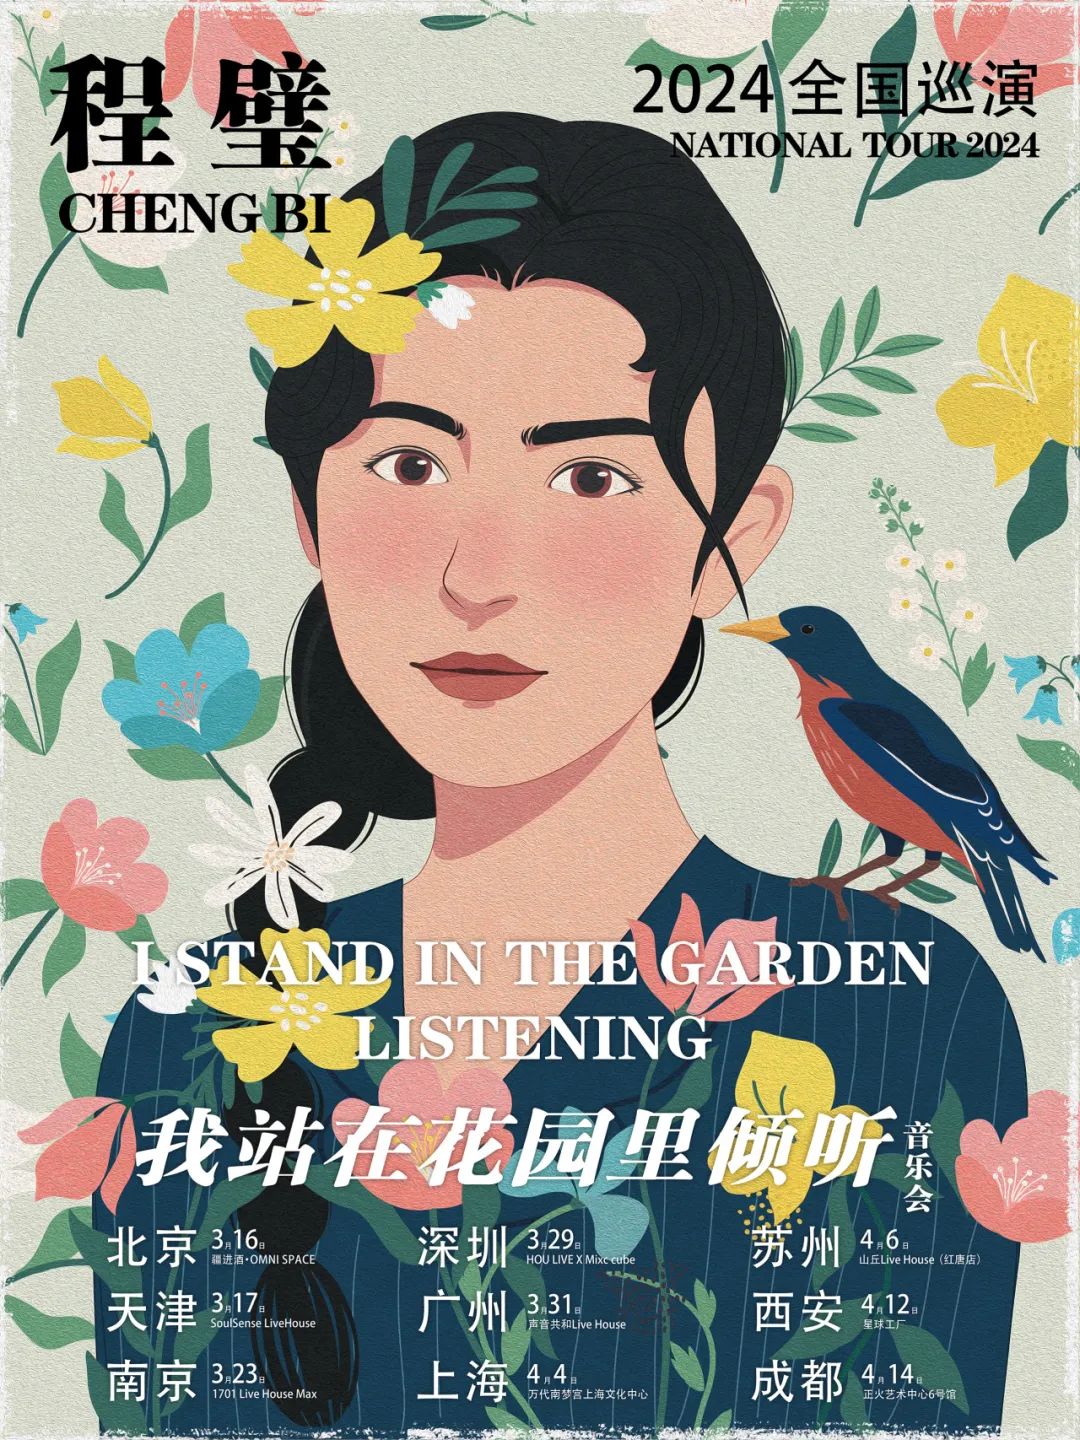 程璧
CHENG BI
2024全国巡演
NATIONAL TOUR 2024
I STAND IN THE GARDEN
LISTENING
我站在花园里倾听
音乐会
北京 3月16日
疆进酒·OMNI SPACE
深圳 3月29日
HOU LIVE X Mixc cube
苏州 4月6日
山丘Live House（红唐店）
天津 3月17日
SoulSense LiveHouse
广州 3月31日
声音共和Live House
西安 4月12日
星球工厂
南京 3月23日
1701 Live House Max
上海 4月4日
万代南梦宫上海文化中心
成都 4月14日
正火艺术中心6号馆